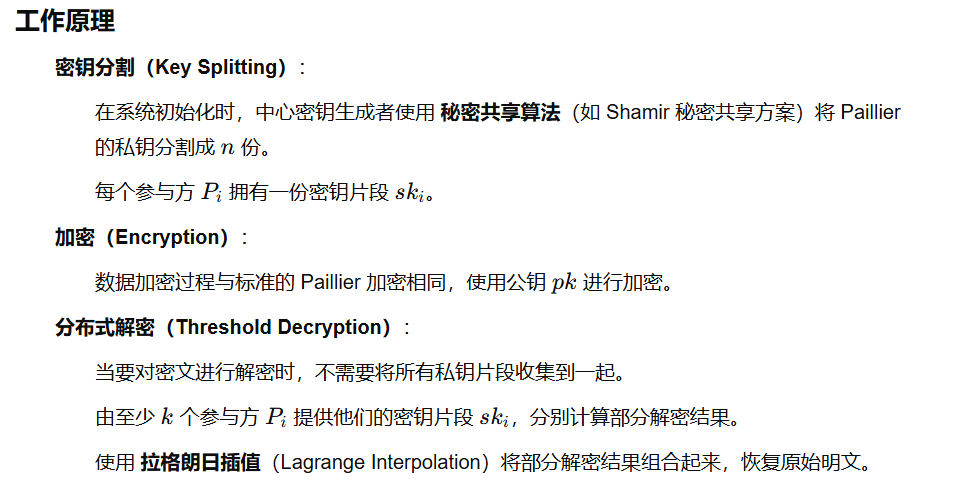 工作原理
密钥分割（Key Splitting）：
在系统初始化时，中心密钥生成者使用 秘密共享算法（如 Shamir 秘密共享方案）将 Paillier
的私钥分割成 n 份。
每个参与方 Pi 拥有一份密钥片段 ski。
加密（Encryption）：
数据加密过程与标准的 Paillier 加密相同，使用公钥 pk 进行加密。
分布式解密（Threshold Decryption）：
当要对密文进行解密时，不需要将所有私钥片段收集到一起。
由至少 k 个参与方 Pi 提供他们的密钥片段 ski，分别计算部分解密结果。
使用 拉格朗日插值（Lagrange Interpolation）将部分解密结果组合起来，恢复原始明文。